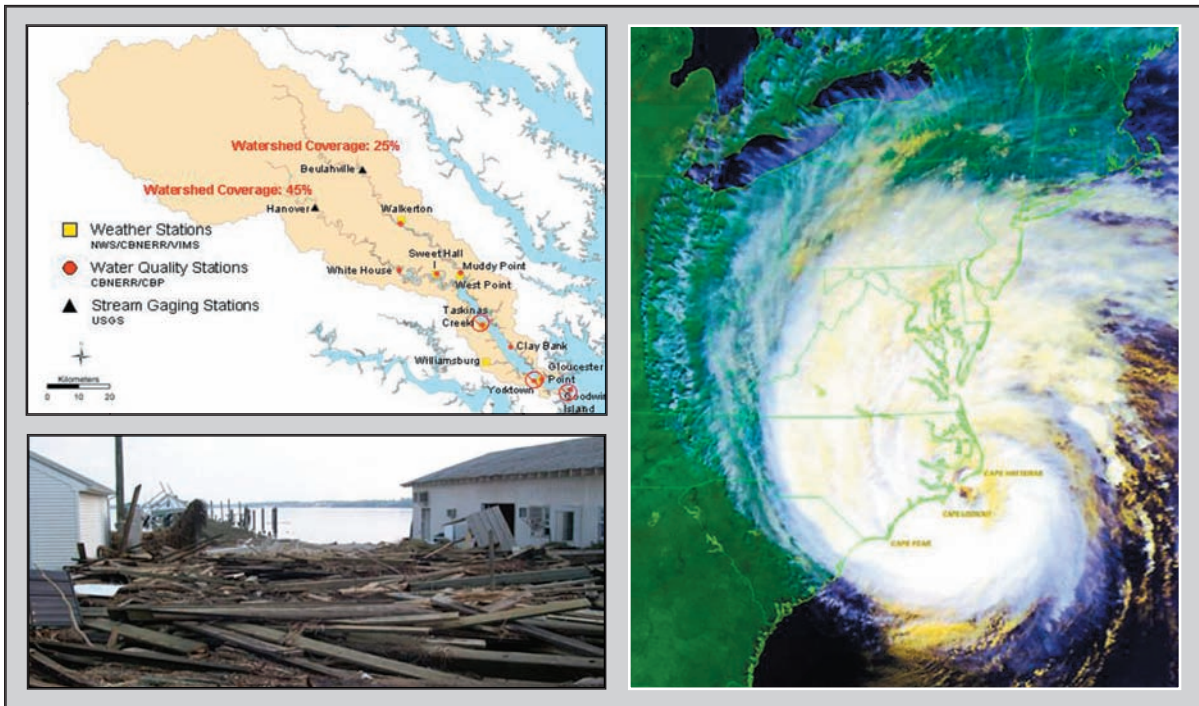 Watershed Coverage: 25%
Beulahville
Watershed Coverage: 45%
Hanover
Walkerton
Weather Stations
NWS/CBNERR/VIMS
Sweet Hall
Muddy Point
Water Quality Stations
CBNERR/CBP
White House
West Point
Stream Gaging Stations
USGS
Taskinas
Creek
Clay Bank
Williamsburg
Gloucester
Point
Kilometers
0 10 20
Yorktown
Goodwin
Island
CAPE HATTERAS
CAPE LOOKOUT
CAPE FEAR